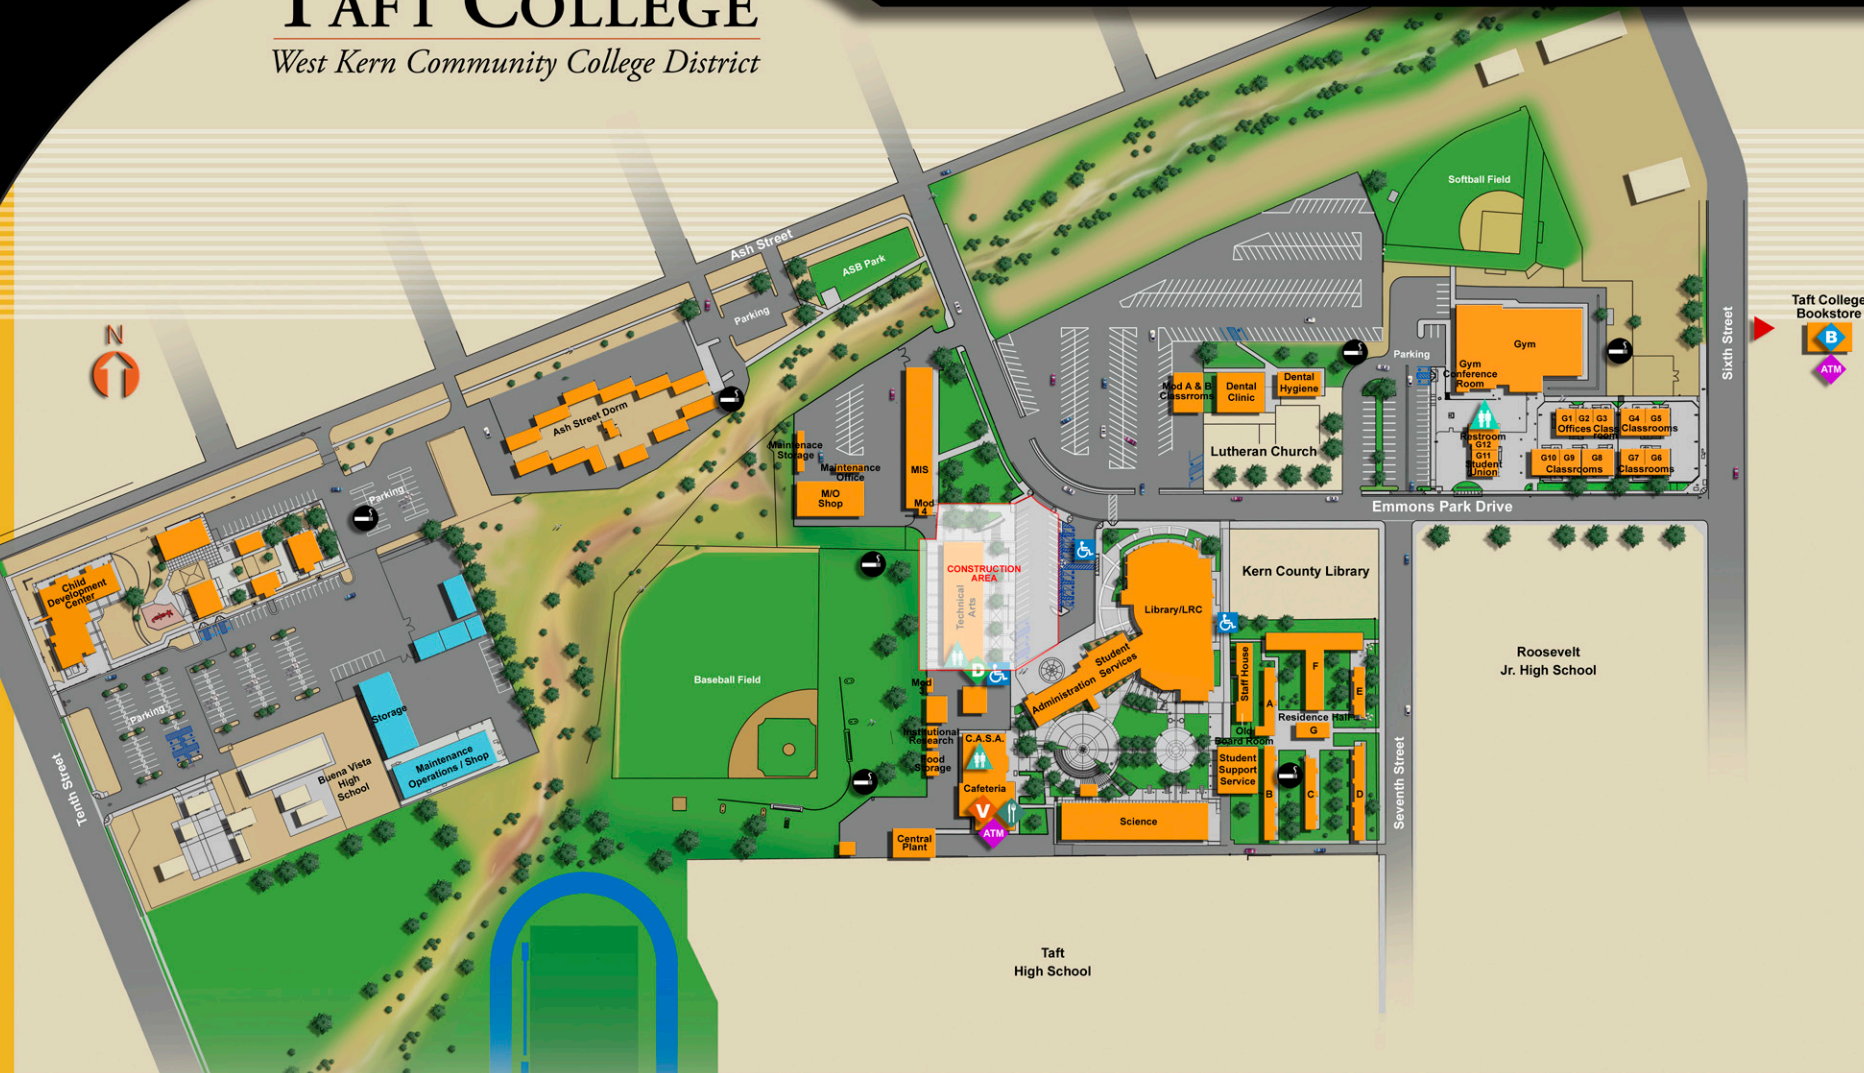 TAFT COLLEGE
West Kern Community College District
N
Ash Street
ASB Park
Parking
Softball Field
Sixth Street
Taft College
Bookstore
B
ATM
Gym
Gym
Conference
Room
Parking
Mod A & B
Classrroms
Dental
Clinic
Dental
Hygiene
Lutheran Church
Restroom
G12
G11
Student
Union
G1 G2 G3
Offices Class
room
G4 G5
Classrooms
G10 G9 G8
Classrooms
G7 G6
Classrooms
Emmons Park Drive
Ash Street Dorm
Maintenace
Storage
Maintenance
Office
M/O
Shop
MIS
Mod
4
Parking
Child
Development
Center
Parking
Storage
Maintenance
Operations / Shop
Buena Vista
High
School
Tenth Street
Baseball Field
CONSTRUCTION
AREA
Technical
Arts
D
Mod
Institutional
Research
Food
Storage
C.A.S.A.
Cafeteria
V
ATM
Central
Plant
Library/LRC
Student
Services
Administration
Science
Kern County Library
Staff House
A
F
E
Residence Hall
G
Old
Board Room
Student
Support
Service
B
C
D
Seventh Street
Roosevelt
Jr. High School
Taft
High School